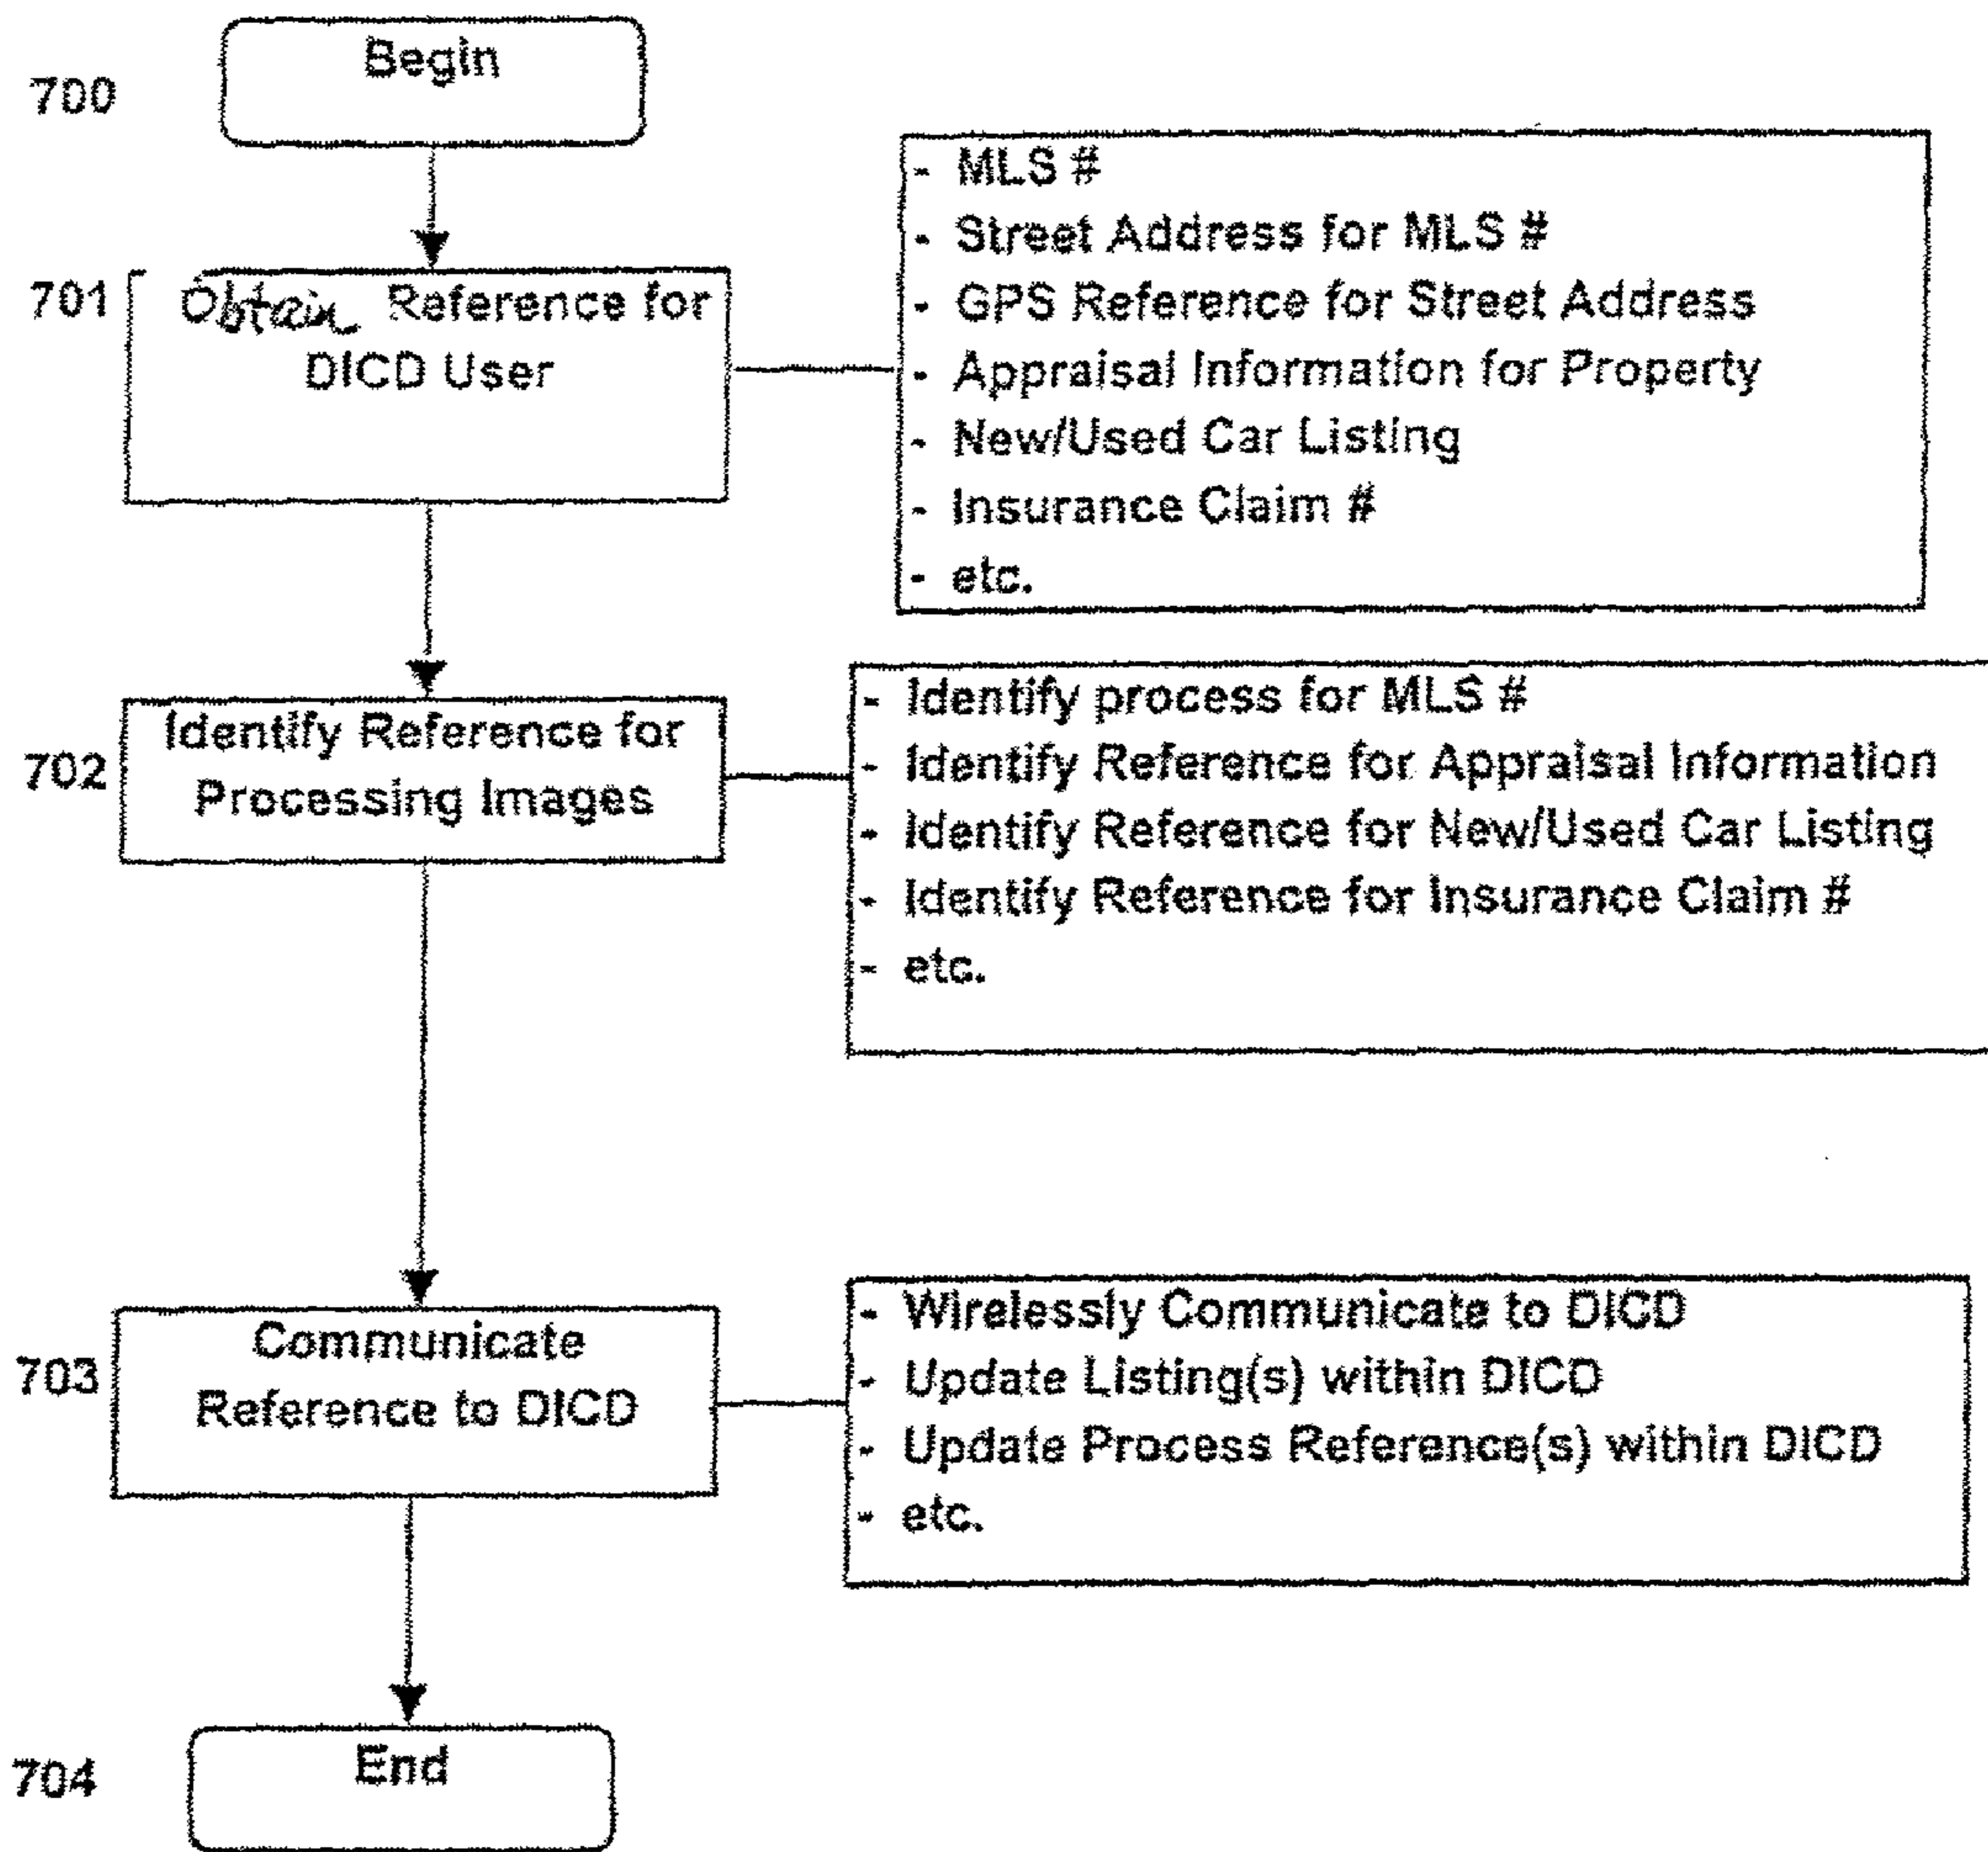 700
Begin
701
Obtain Reference for
DICD User
- MLS #
- Street Address for MLS #
- GPS Reference for Street Address
- Appraisal Information for Property
- New/Used Car Listing
- Insurance Claim #
- etc.
702
Identify Reference for
Processing Images
- Identify process for MLS #
- Identify Reference for Appraisal Information
- Identify Reference for New/Used Car Listing
- Identify Reference for Insurance Claim #
- etc.
703
Communicate
Reference to DICD
- Wirelessly Communicate to DICD
- Update Listing(s) within DICD
- Update Process Reference(s) within DICD
- etc.
704
End